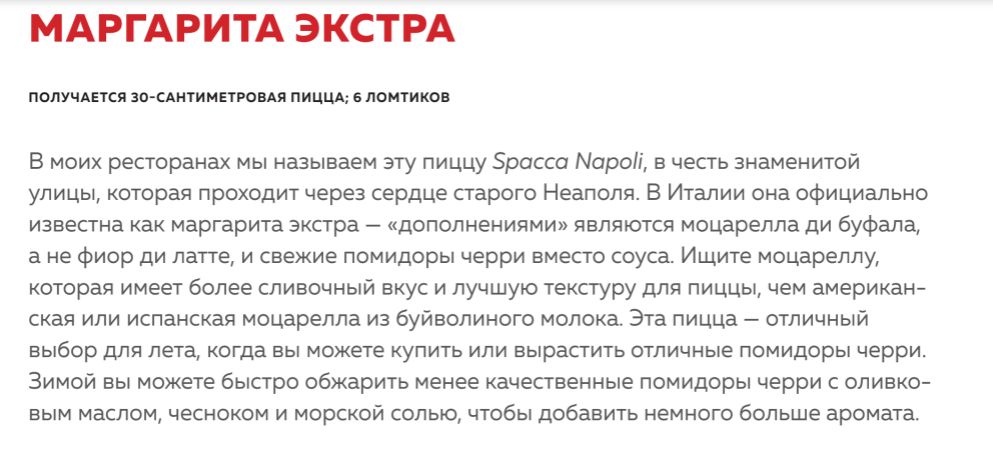 МАРГАРИТА ЭКСТРА
ПОЛУЧАЕТСЯ 30-САНТИМЕТРОВАЯ ПИЦЦА; 6 ЛОМТИКОВ
В моих ресторанах мы называем эту пиццу Spacca Napoli, в честь знаменитой
улицы, которая проходит через сердце старого Неаполя. В Италии она официально
известна как маргарита экстра — «дополнениями» являются моцарелла ди буфала,
а не фиор ди латте, и свежие помидоры черри вместо соуса. Ищите моцареллу,
которая имеет более сливочный вкус и лучшую текстуру для пиццы, чем американ-
ская или испанская моцарелла из буйволиного молока. Эта пицца — отличный
выбор для лета, когда вы можете купить или вырастить отличные помидоры черри.
Зимой вы можете быстро обжарить менее качественные помидоры черри с оливко-
вым маслом, чесноком и морской солью, чтобы добавить немного больше аромата.